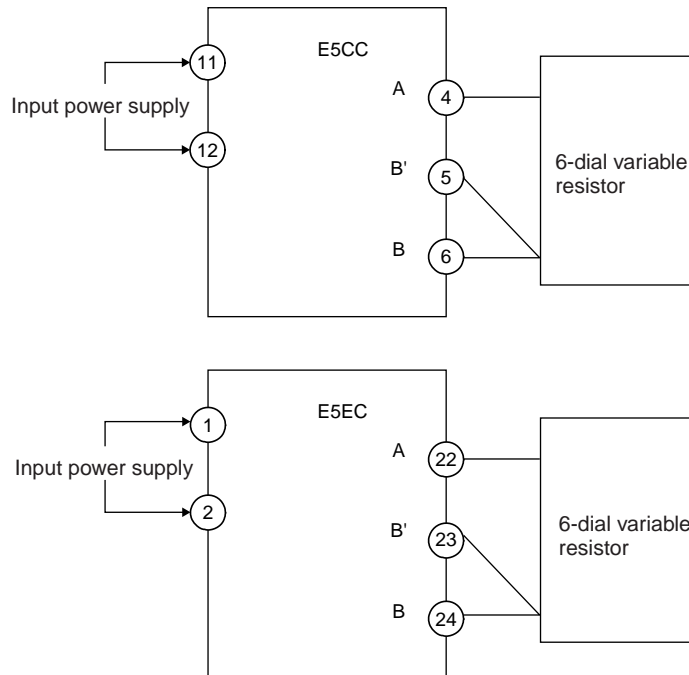 E5CC
11
Input power supply
12
A
4
B'
5
B
6
6-dial variable
resistor
E5EC
1
Input power supply
2
A
22
B'
23
B
24
6-dial variable
resistor